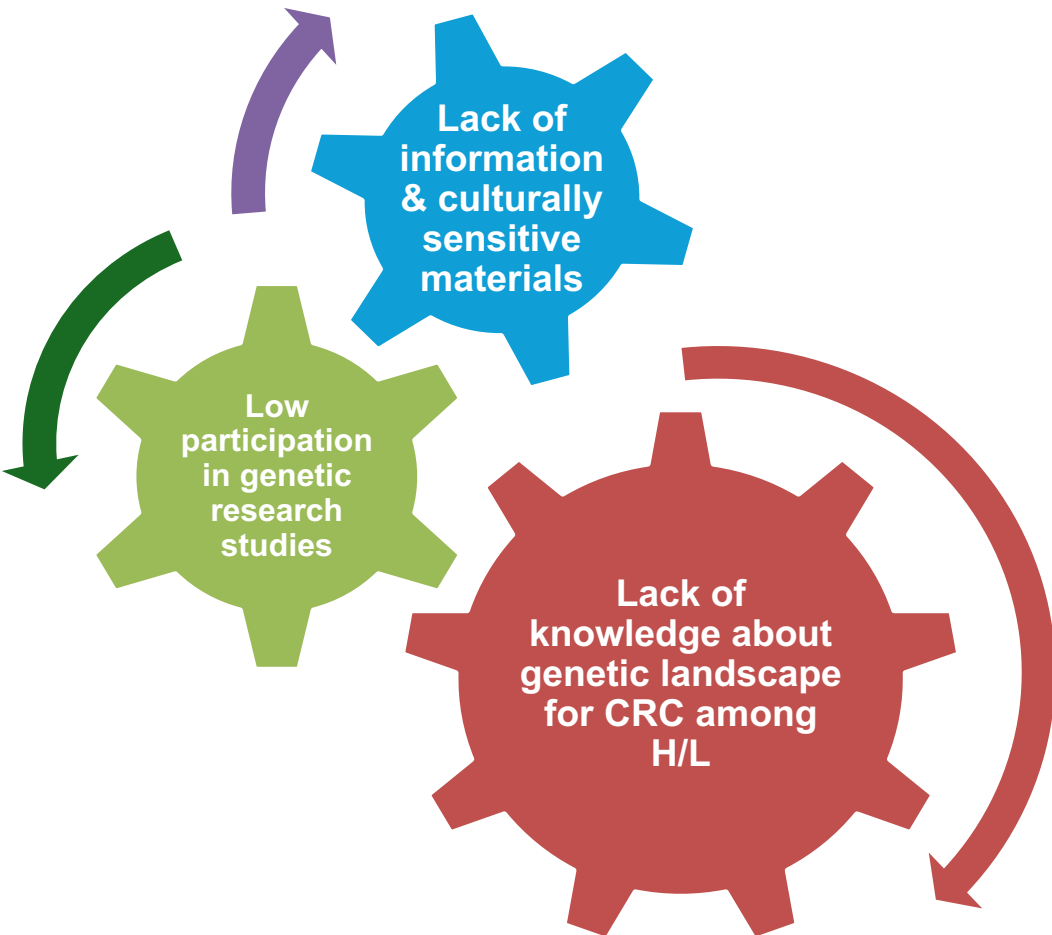 Lack of
information
& culturally
sensitive
materials
Low
participation
in genetic
research
studies
Lack of
knowledge about
genetic landscape
for CRC among
H/L